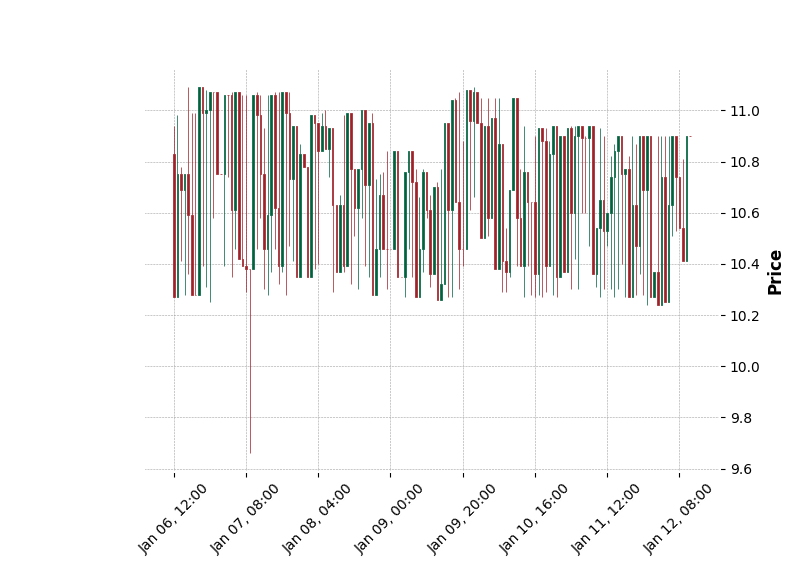 11.0
10.8
10.6
10.4
10.2
10.0
9.8
9.6
Price
Jan 06, 12:00
Jan 07, 08:00
Jan 08, 04:00
Jan 09, 00:00
Jan 09, 20:00
Jan 10, 16:00
Jan 11, 12:00
Jan 12, 08:00